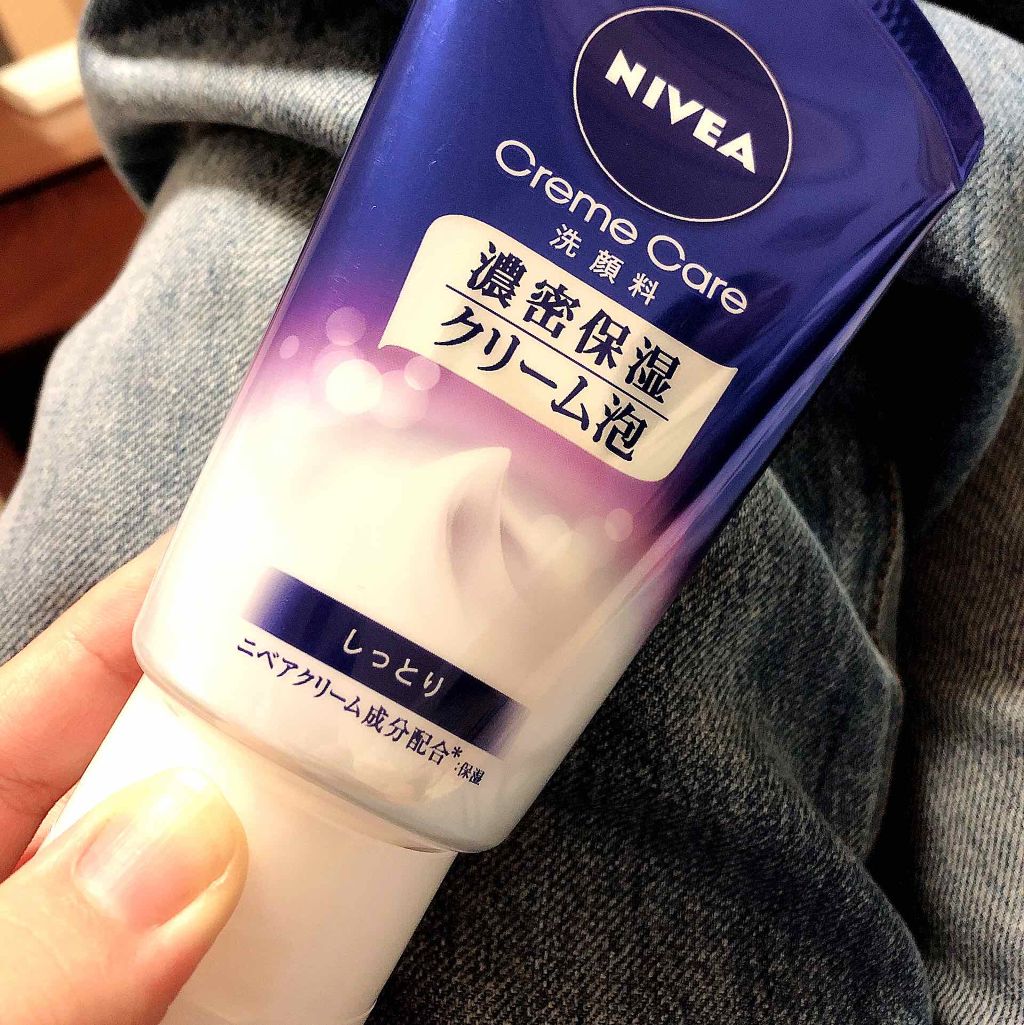 NIVEA
Creme Care
洗顔料
濃密保湿
クリーム泡
しっとり
ニベアクリーム成分配合*:保湿